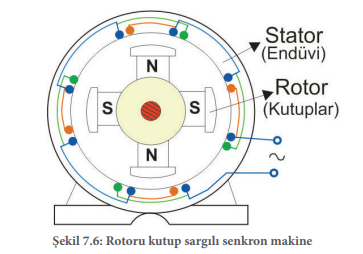 Stator
(Endüvi)
N
S
S
Rotor
(Kutuplar)
N
~
Şekil 7.6: Rotoru kutup sargılı senkron makine